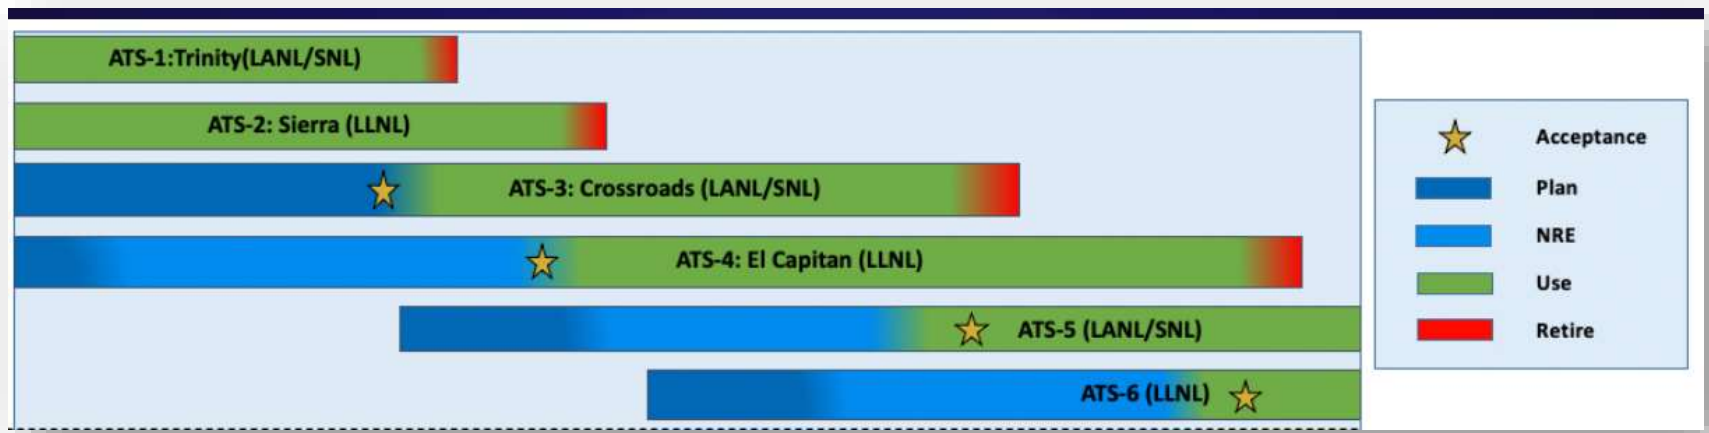 ATS-1:Trinity(LANL/SNL)
ATS-2: Sierra (LLNL)
ATS-3: Crossroads (LANL/SNL)
ATS-4: El Capitan (LLNL)
ATS-5 (LANL/SNL)
ATS-6 (LLNL)
Acceptance
Plan
NRE
Use
Retire